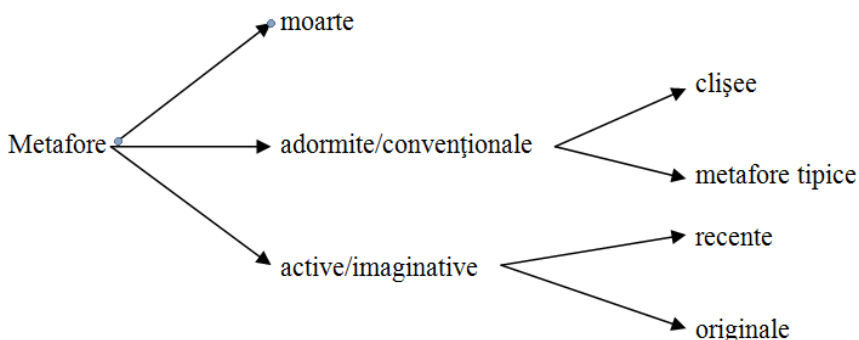 moarte
clişee
Metafore
adormite/convenţionale
metafore tipice
recente
active/imaginative
originale